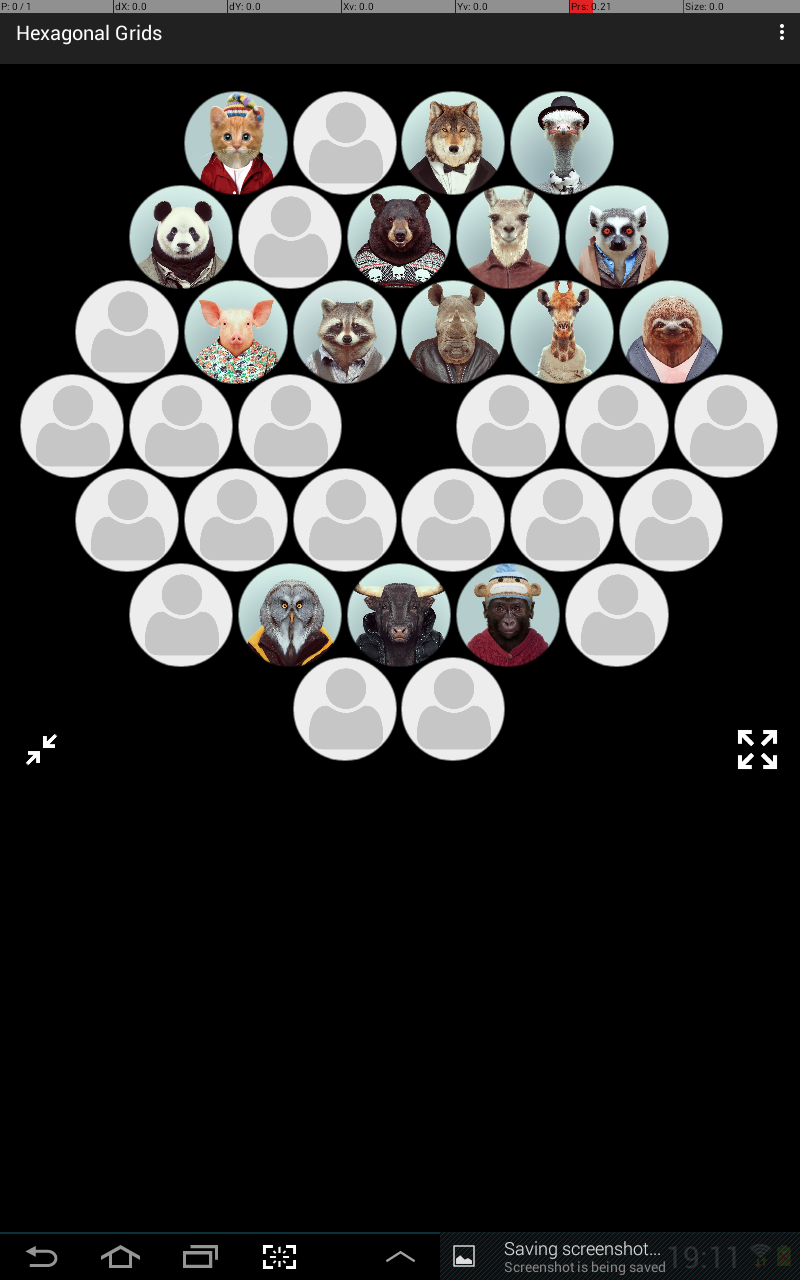 P: 0 / 1 dX: 0.0 dY: 0.0 Xv: 0.0 Yv: 0.0 Prs: 0.21 Size: 0.0
Hexagonal Grids
Saving screenshot...
19:11
Screenshot is being saved